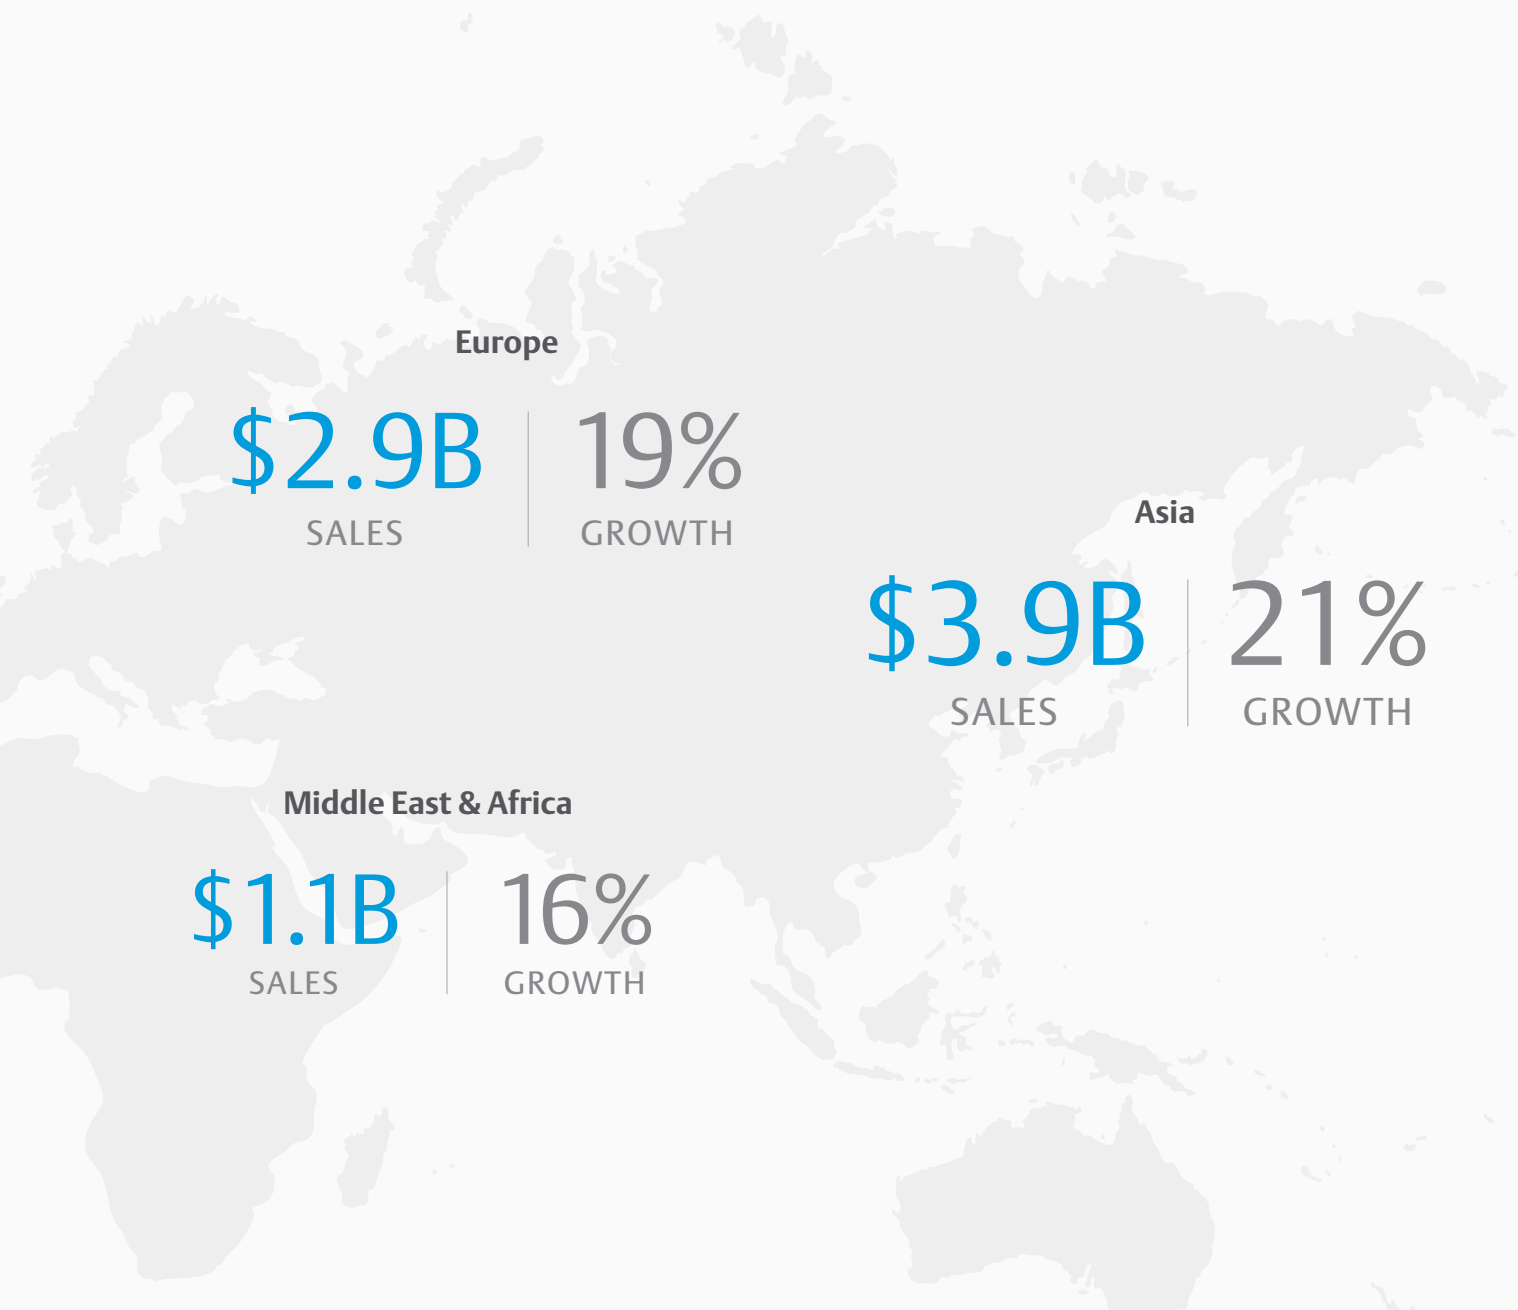 Europe
$2.9B 19%
SALES GROWTH
Asia
$3.9B 21%
SALES GROWTH
Middle East & Africa
$1.1B 16%
SALES GROWTH